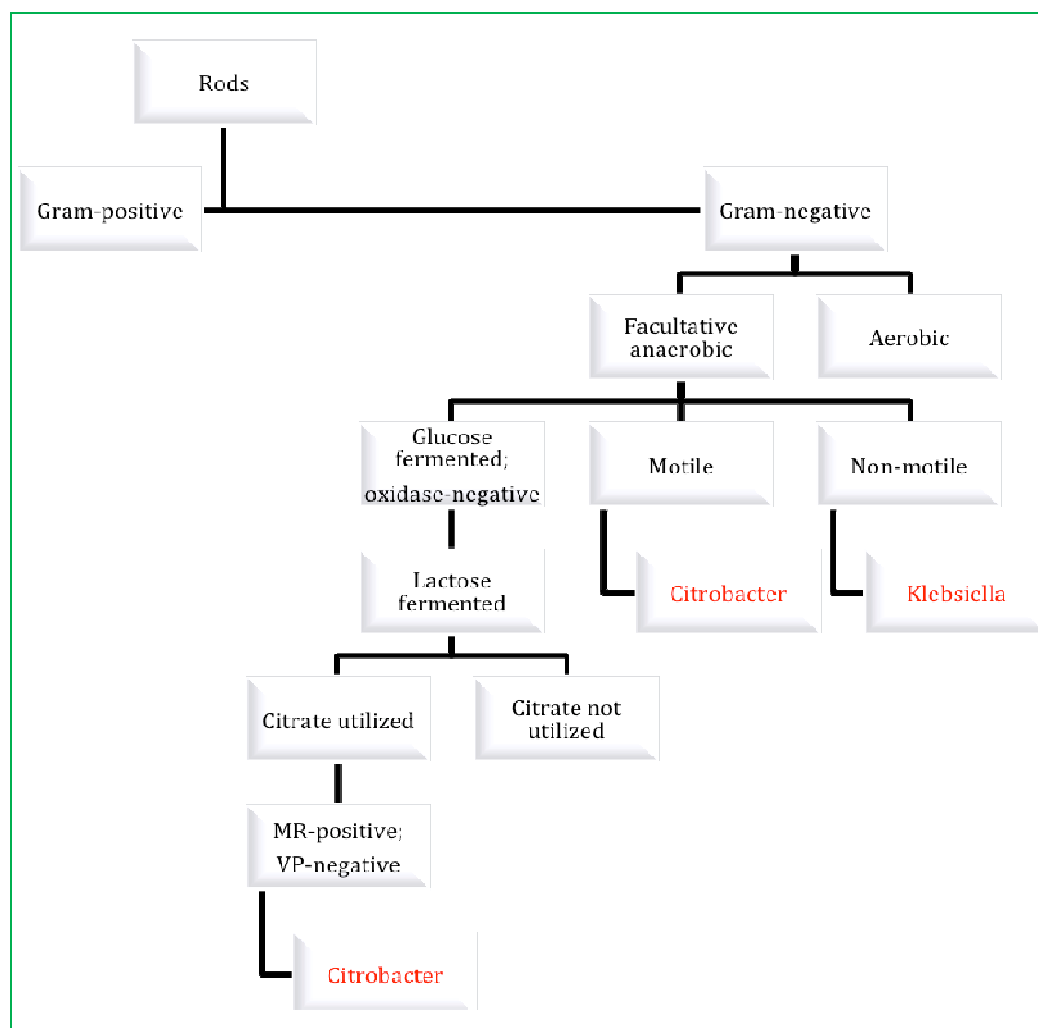 Rods
Gram-positive
Gram-negative
Facultative
anaerobic
Aerobic
Glucose
fermented;
oxidase-negative
Motile
Non-motile
Lactose
fermented
Citrobacter
Klebsiella
Citrate utilized
Citrate not
utilized
MR-positive;
VP-negative
Citrobacter